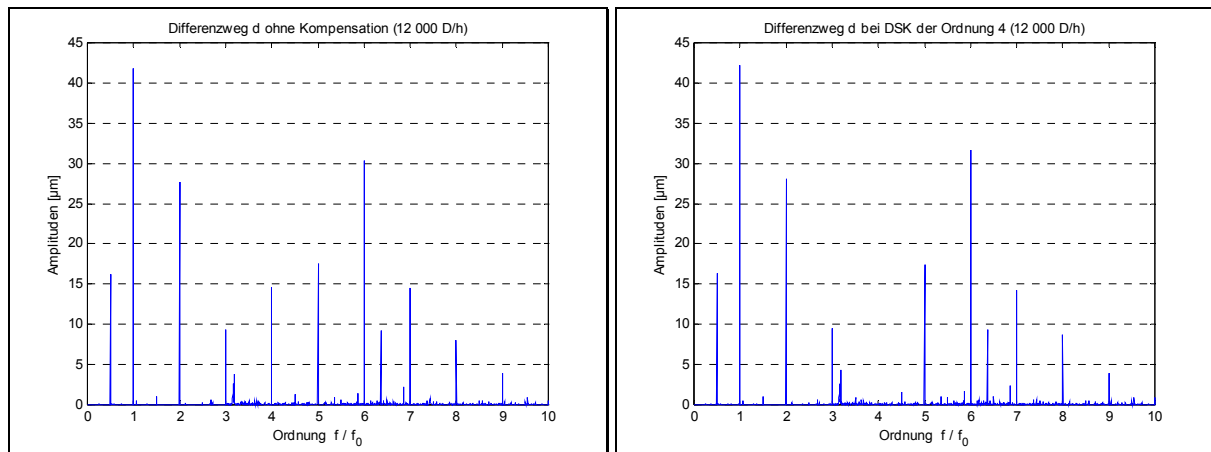 Differenzweg d ohne Kompensation (12 000 D/h)
45
40
35
30
25
20
15
10
5
0
Amplituden [µm]
0 1 2 3 4 5 6 7 8 9 10
Ordnung f / f0
Differenzweg d bei DSK der Ordnung 4 (12 000 D/h)
45
40
35
30
25
20
15
10
5
0
Amplituden [µm]
0 1 2 3 4 5 6 7 8 9 10
Ordnung f / f0